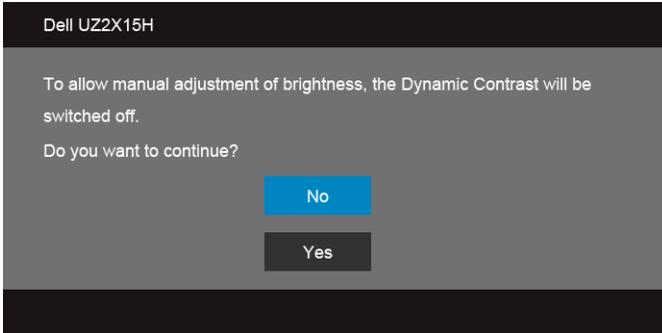 Dell UZ2X15H
To allow manual adjustment of brightness, the Dynamic Contrast will be
switched off.
Do you want to continue?
No
Yes